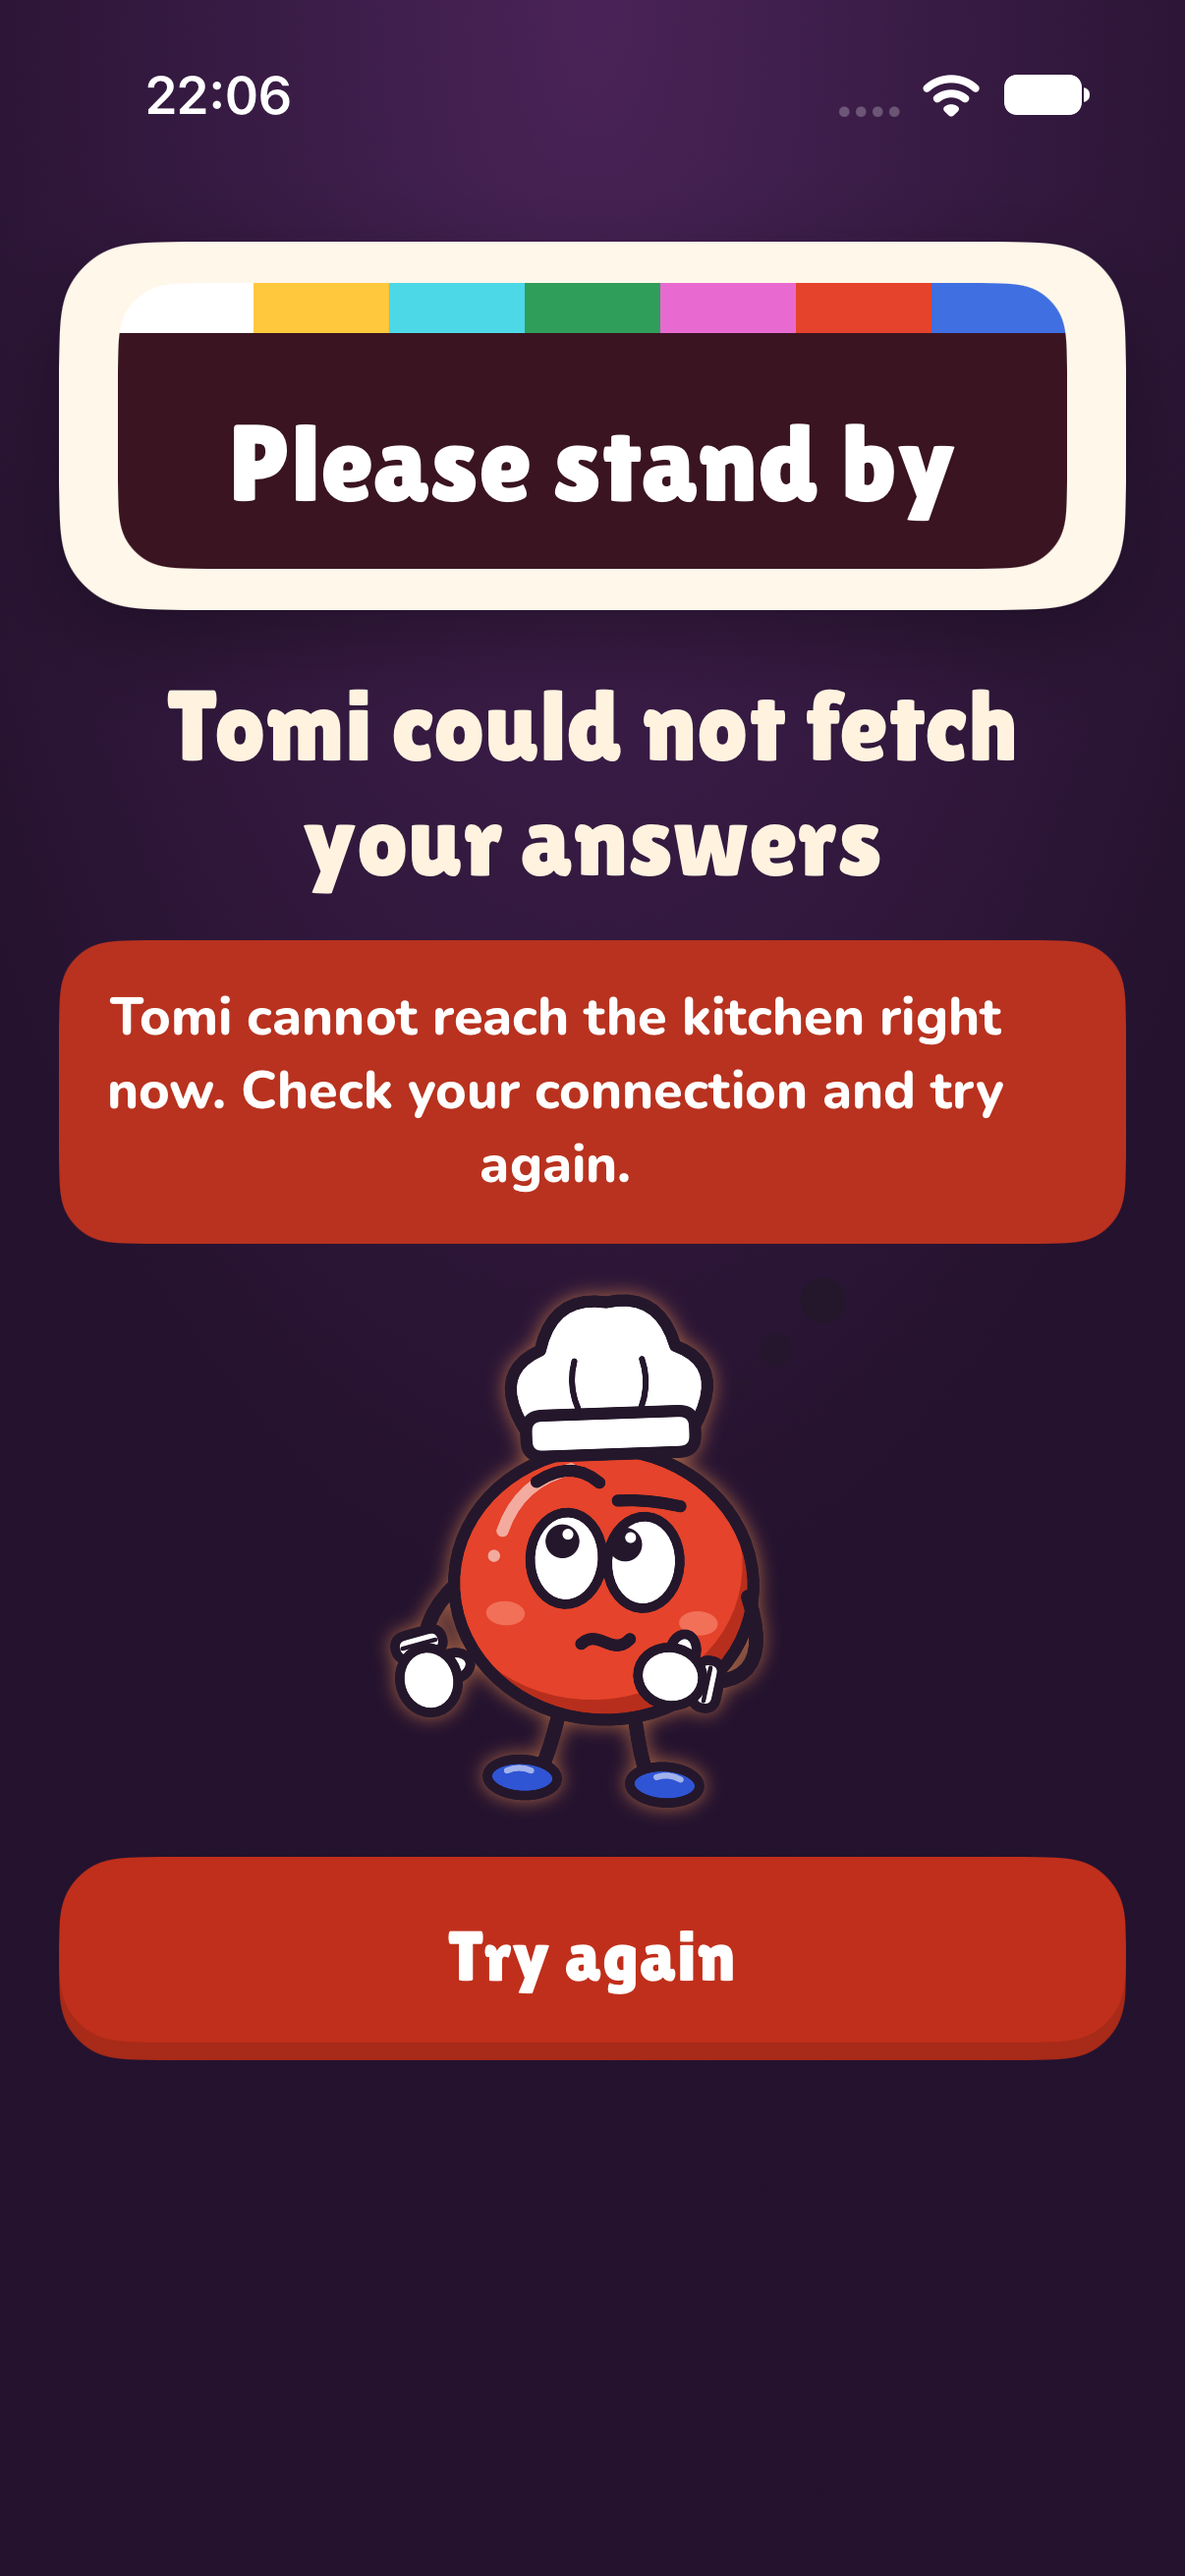 22:06
Please stand by
Tomi could not fetch
your answers
Tomi cannot reach the kitchen right
now. Check your connection and try
again.
Try again